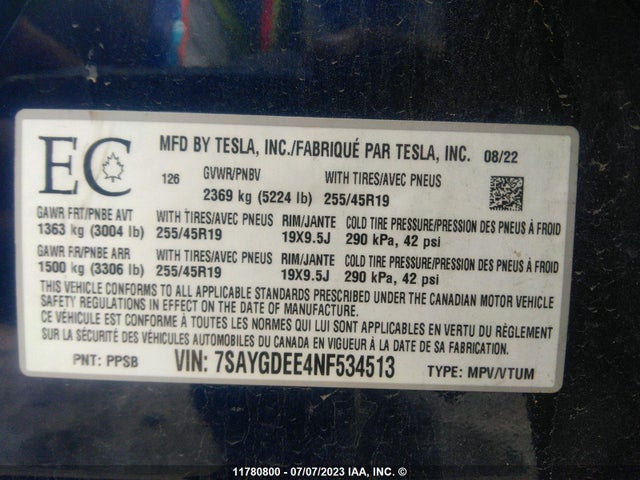 EC
MFD BY TESLA, INC./FABRIQUÉ PAR TESLA, INC. 08/22
126 GVWR/PNBV WITH TIRES/AVEC PNEUS
2369 kg (5224 lb) 255/45R19
GAWR FRT/PNBE AVT WITH TIRES/AVEC PNEUS RIM/JANTE COLD TIRE PRESSURE/PRESSION DES PNEUS À FROID
1363 kg (3004 lb) 255/45R19 19X9.5J 290 kPa, 42 psi
GAWR FR/PNBE ARR WITH TIRES/AVEC PNEUS RIM/JANTE COLD TIRE PRESSURE/PRESSION DES PNEUS À FROID
1500 kg (3306 lb) 255/45R19 19X9.5J 290 kPa, 42 psi
THIS VEHICLE CONFORMS TO ALL APPLICABLE STANDARDS PRESCRIBED UNDER THE CANADIAN MOTOR VEHICLE
SAFETY REGULATIONS IN EFFECT ON THE DATE OF MANUFACTURE.
CE VÉHICULE EST CONFORME À TOUTES LES NORMES QUI LUI SONT APPLICABLES EN VERTU DU RÈGLEMENT
SUR LA SÉCURITÉ DES VÉHICULES AUTOMOBILES DU CANADA EN VIGUEUR À LA DATE DE SA FABRICATION.
PNT: PPSB VIN: 7SAYGDEE4NF534513 TYPE: MPV/VTUM
11780800 - 07/07/2023 IAA, INC. ©